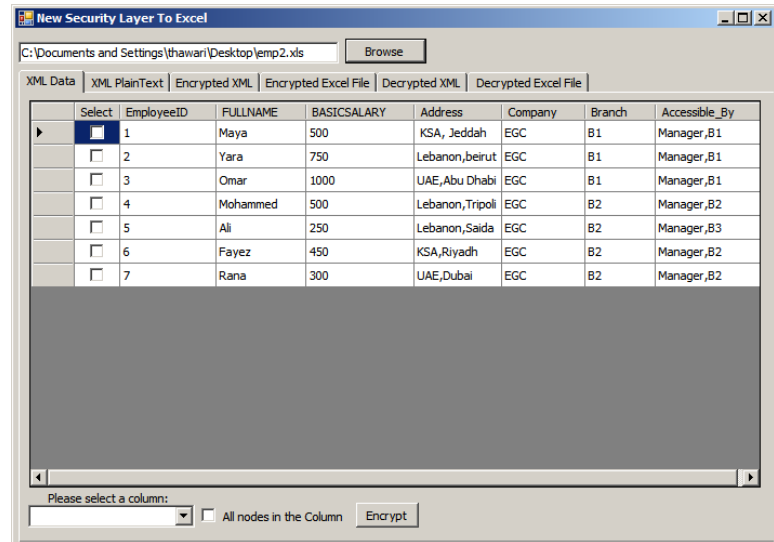 New Security Layer To Excel
C:\Documents and Settings\thawari\Desktop\emp2.xls Browse
XML Data XML PlainText Encrypted XML Encrypted Excel File Decrypted XML Decrypted Excel File
Select EmployeeID FULLNAME BASICSALARY Address Company Branch Accessible_By
1 Maya 500 KSA, Jeddah EGC B1 Manager,B1
2 Yara 750 Lebanon,beirut EGC B1 Manager,B1
3 Omar 1000 UAE,Abu Dhabi EGC B1 Manager,B1
4 Mohammed 500 Lebanon,Tripoli EGC B2 Manager,B2
5 Ali 250 Lebanon,Saida EGC B2 Manager,B3
6 Fayez 450 KSA,Riyadh EGC B2 Manager,B2
7 Rana 300 UAE,Dubai EGC B2 Manager,B2
Please select a column:
All nodes in the Column Encrypt